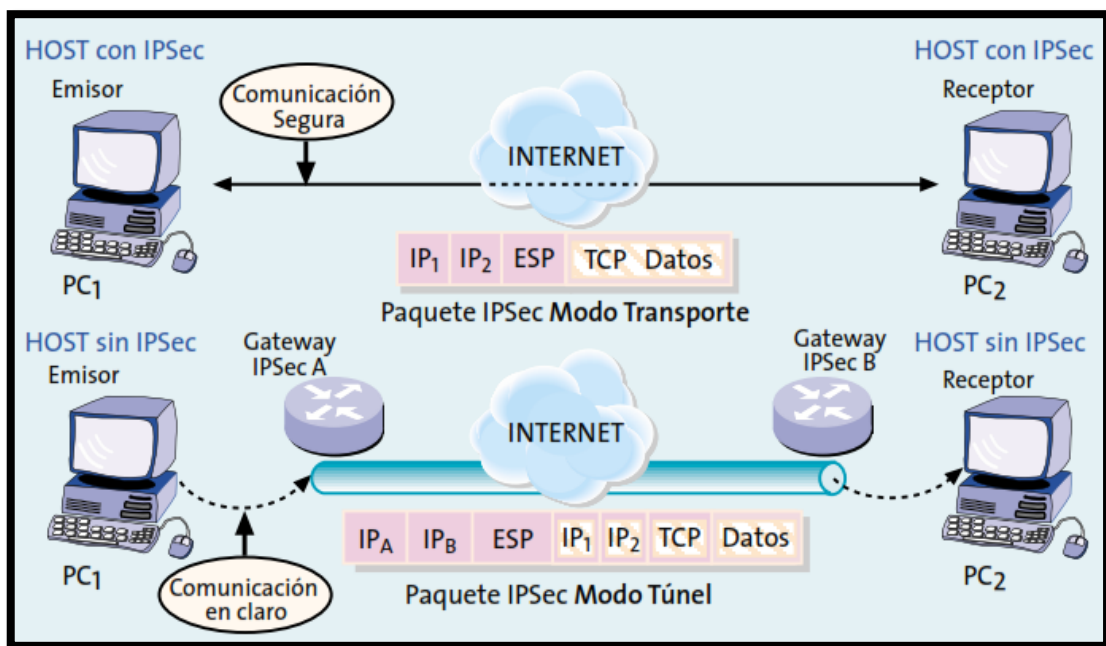 HOST con IPSec
HOST con IPSec
Emisor
Receptor
Comunicación
Segura
INTERNET
IP1 IP2 ESP TCP Datos
PC1
PC2
Paquete IPSec Modo Transporte
HOST sin IPSec
HOST sin IPSec
Emisor
Receptor
Gateway
IPSec A
Gateway
IPSec B
INTERNET
IPA IPB ESP IP1 IP2 TCP Datos
PC1
PC2
Comunicación
en claro
Paquete IPSec Modo Túnel